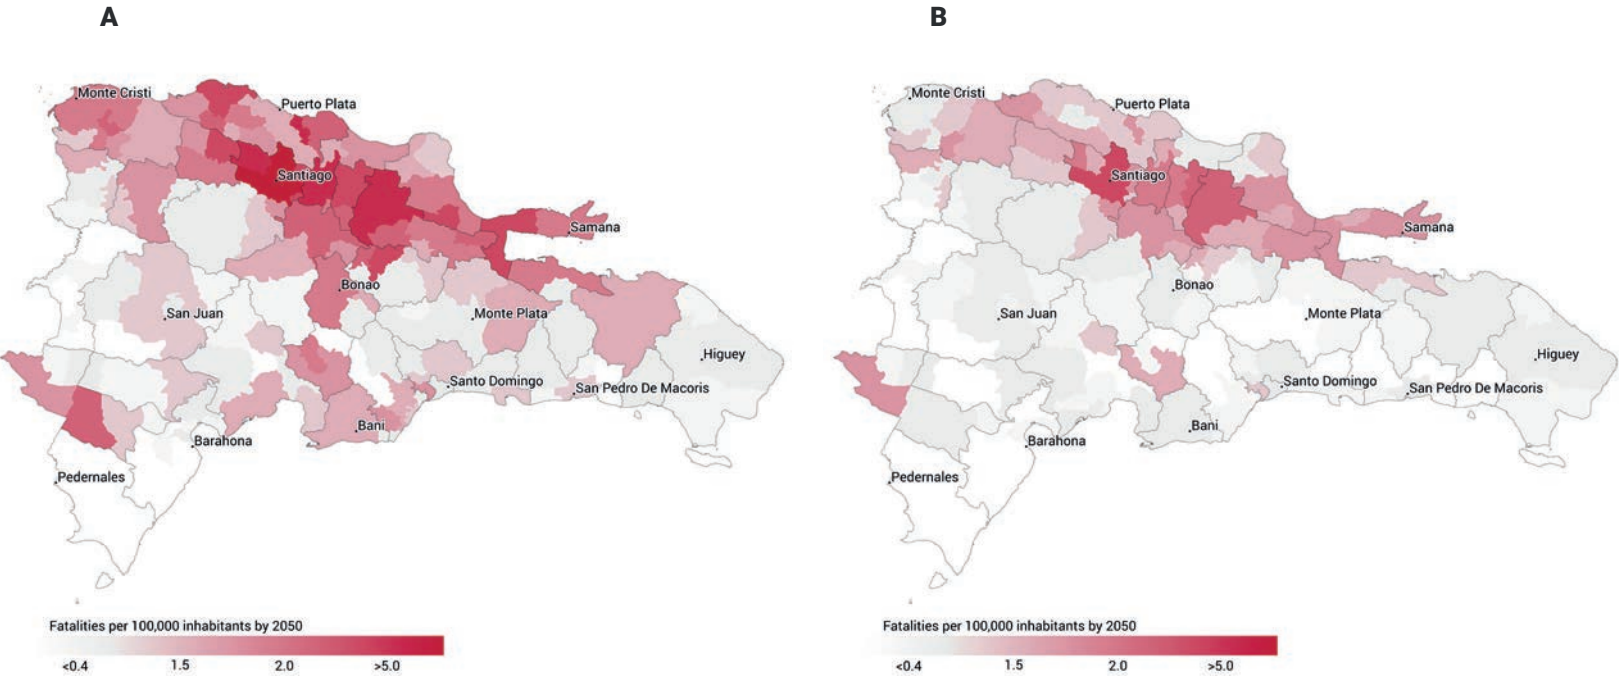 A
B
Monte Cristi
Puerto Plata
Santiago
Samana
Bonao
San Juan
Monte Plata
Higuey
Santo Domingo
San Pedro De Macoris
Bani
Barahona
Pedernales
Fatalities per 100,000 inhabitants by 2050
<0.4 1.5 2.0 >5.0
Monte Cristi
Puerto Plata
Santiago
Samana
Bonao
San Juan
Monte Plata
Higuey
Santo Domingo
San Pedro De Macoris
Bani
Barahona
Pedernales
Fatalities per 100,000 inhabitants by 2050
<0.4 1.5 2.0 >5.0